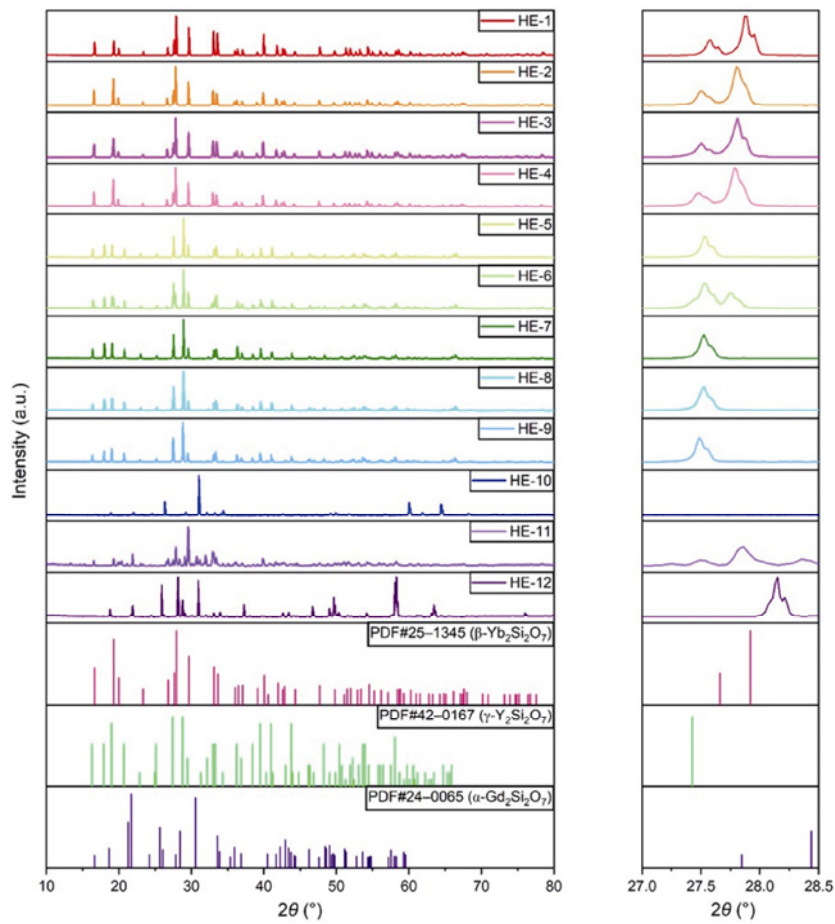 HE-1
HE-2
HE-3
HE-4
HE-5
HE-6
HE-7
HE-8
HE-9
HE-10
HE-11
HE-12
PDF#25–1345 (β-Yb₂Si₂O₇)
PDF#42–0167 (γ-Y₂Si₂O₇)
PDF#24–0065 (α-Gd₂Si₂O₇)
Intensity (a.u.)
10 20 30 40 50 60 70 80
2θ (°)
27.0 27.5 28.0 28.5
2θ (°)